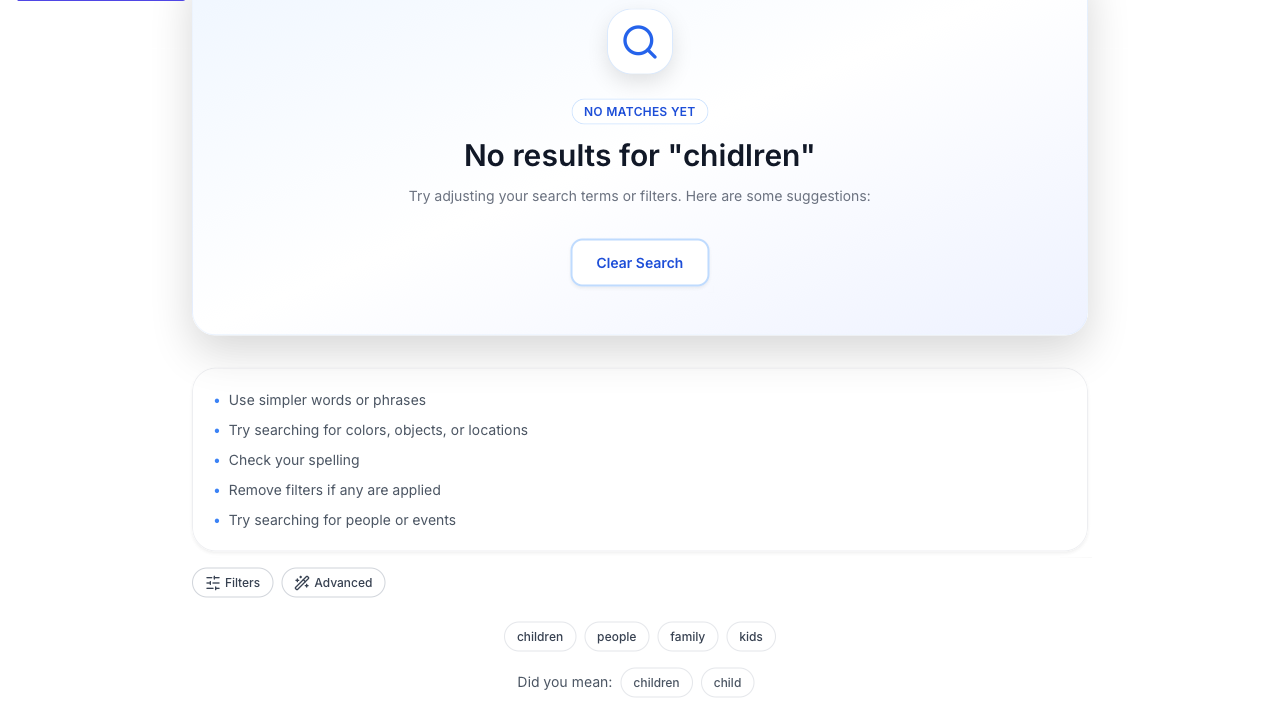 NO MATCHES YET
No results for "chidlren"
Try adjusting your search terms or filters. Here are some suggestions:
Clear Search
Use simpler words or phrases
Try searching for colors, objects, or locations
Check your spelling
Remove filters if any are applied
Try searching for people or events
Filters Advanced
children people family kids
Did you mean: children child